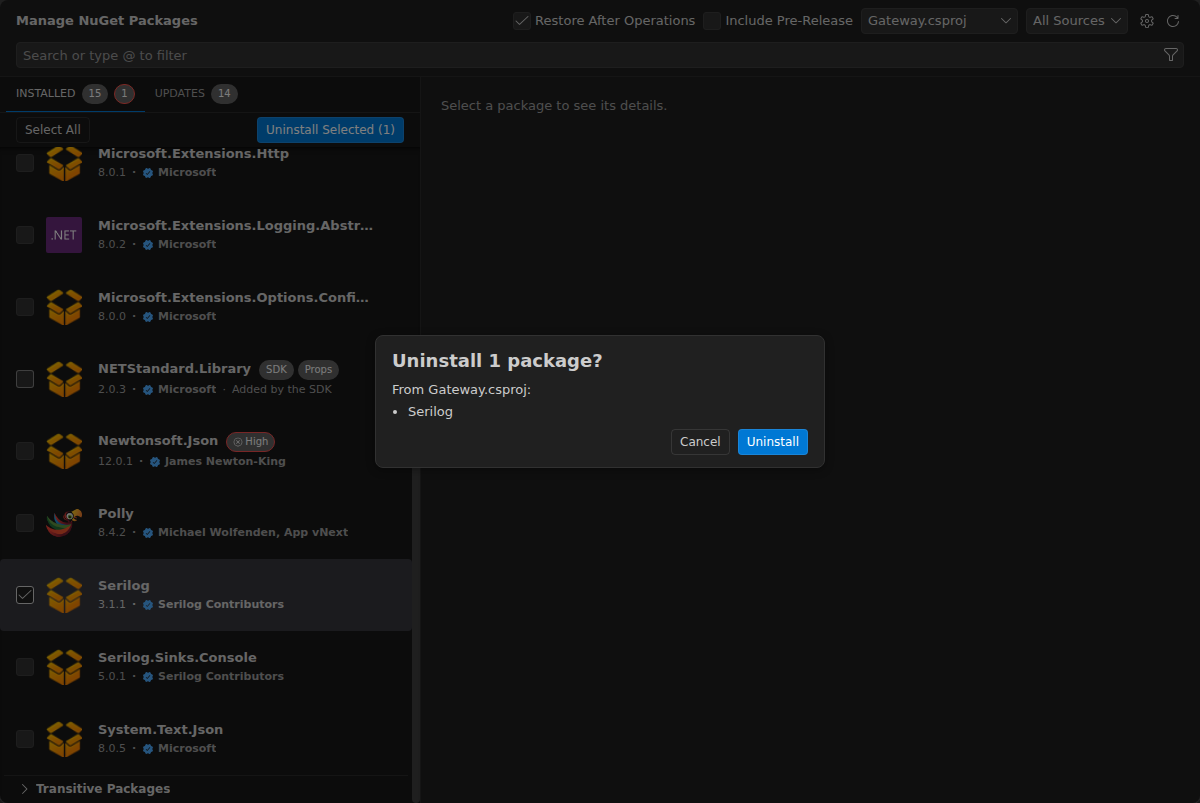 Manage NuGet Packages
Restore After Operations
Include Pre-Release
Gateway.csproj
All Sources
Search or type @ to filter
INSTALLED 15 1 UPDATES 14
Select a package to see its details.
Select All
Uninstall Selected (1)
Microsoft.Extensions.Http
8.0.1 · Microsoft
.NET
Microsoft.Extensions.Logging.Abstr...
8.0.2 · Microsoft
Microsoft.Extensions.Options.Confi...
8.0.0 · Microsoft
NETStandard.Library SDK Props
2.0.3 · Microsoft · Added by the SDK
Newtonsoft.Json High
12.0.1 · James Newton-King
Polly
8.4.2 · Michael Wolfenden, App vNext
Serilog
3.1.1 · Serilog Contributors
Serilog.Sinks.Console
5.0.1 · Serilog Contributors
System.Text.Json
8.0.5 · Microsoft
Transitive Packages
Uninstall 1 package?
From Gateway.csproj:
• Serilog
Cancel
Uninstall